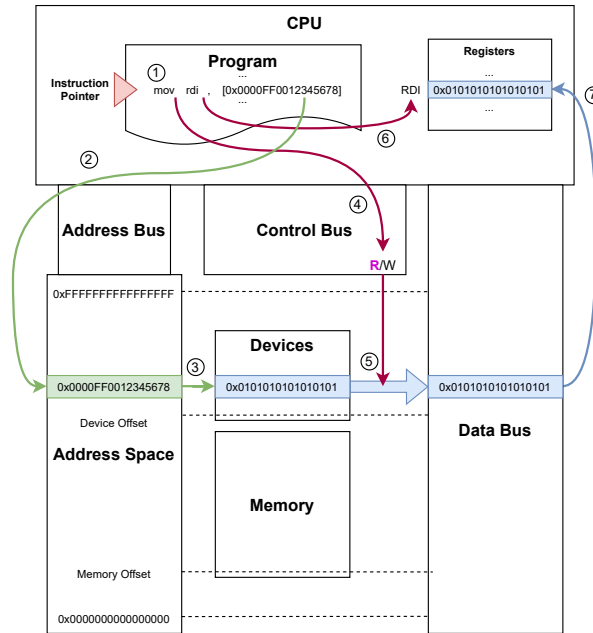 CPU
Program
Registers
①
...
...
Instruction
Pointer
mov rdi , [0x0000FF0012345678]
RDI
0x0101010101010101
...
...
⑦
⑥
②
④
Address Bus
Control Bus
R/W
0xFFFFFFFFFFFFFFFF
Devices
③
⑤
0x0000FF0012345678
0x0101010101010101
0x0101010101010101
Device Offset
Data Bus
Address Space
Memory
Memory Offset
0x0000000000000000